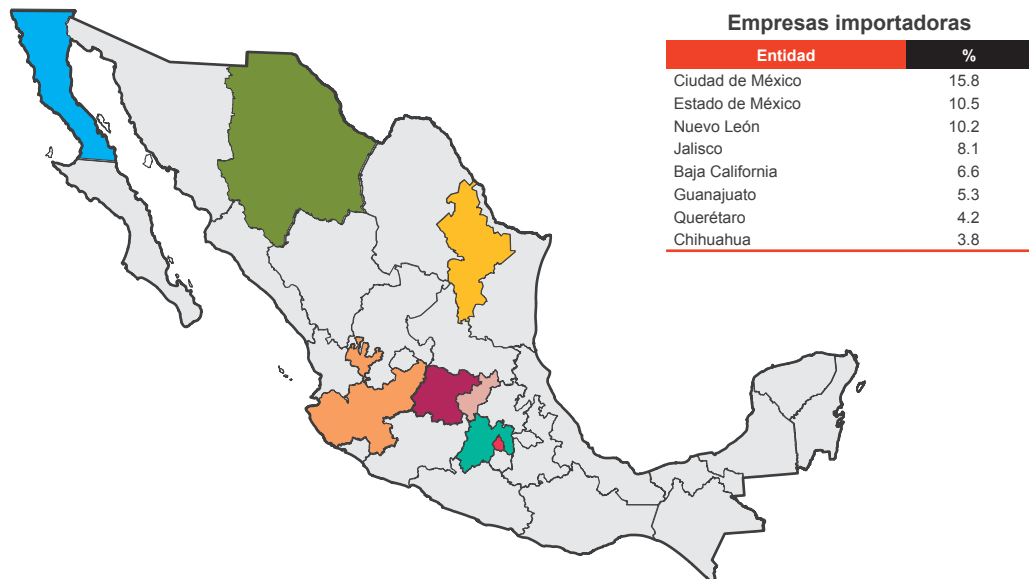 Empresas importadoras
Entidad %
Ciudad de México 15.8
Estado de México 10.5
Nuevo León 10.2
Jalisco 8.1
Baja California 6.6
Guanajuato 5.3
Querétaro 4.2
Chihuahua 3.8